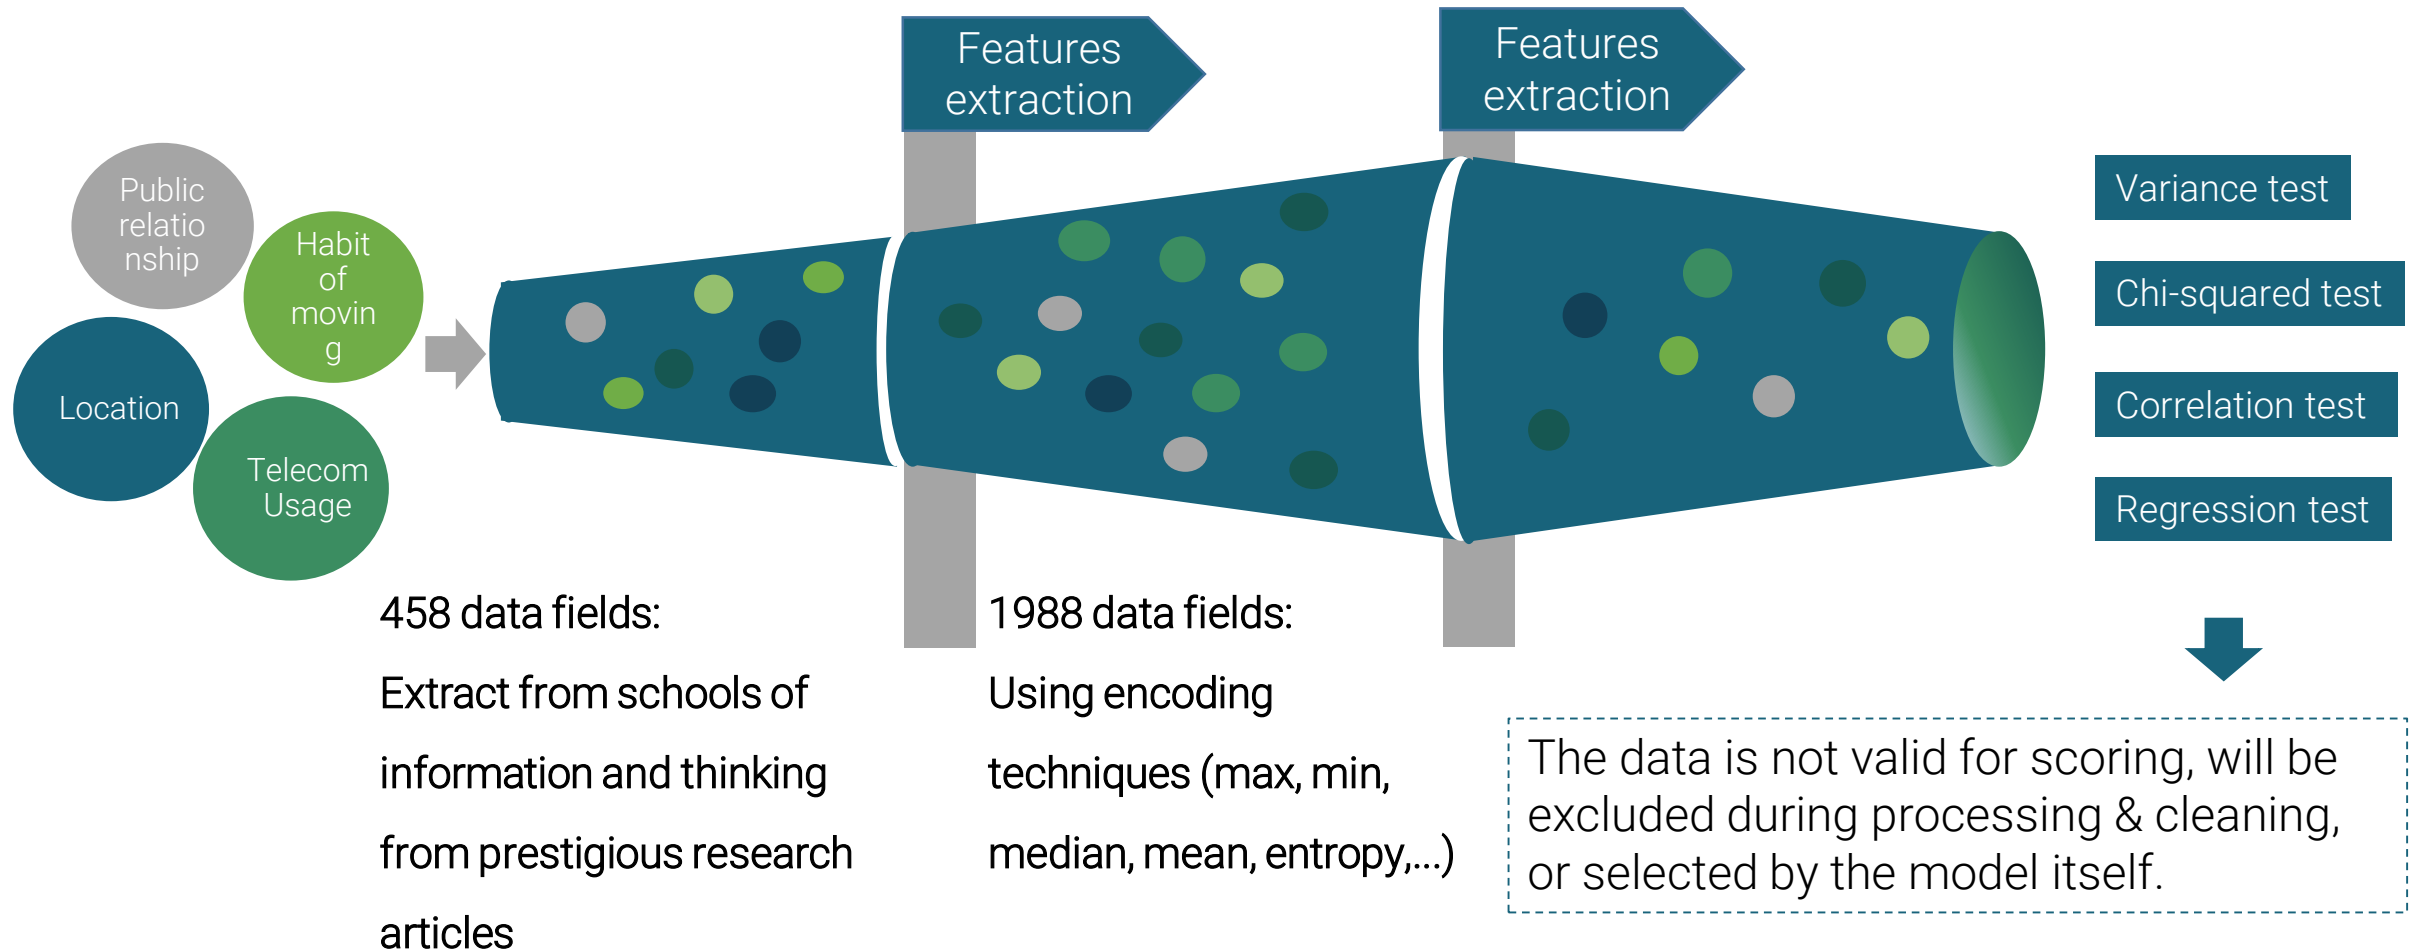 Features
extraction
Features
extraction
Public
relatio
nship
Habit
of
movin
g
Location
Telecom
Usage
Variance test
Chi-squared test
Correlation test
Regression test
458 data fields:
Extract from schools of
information and thinking
from prestigious research
articles
1988 data fields:
Using encoding
techniques (max, min,
median, mean, entropy,...)
The data is not valid for scoring, will be
excluded during processing & cleaning,
or selected by the model itself.